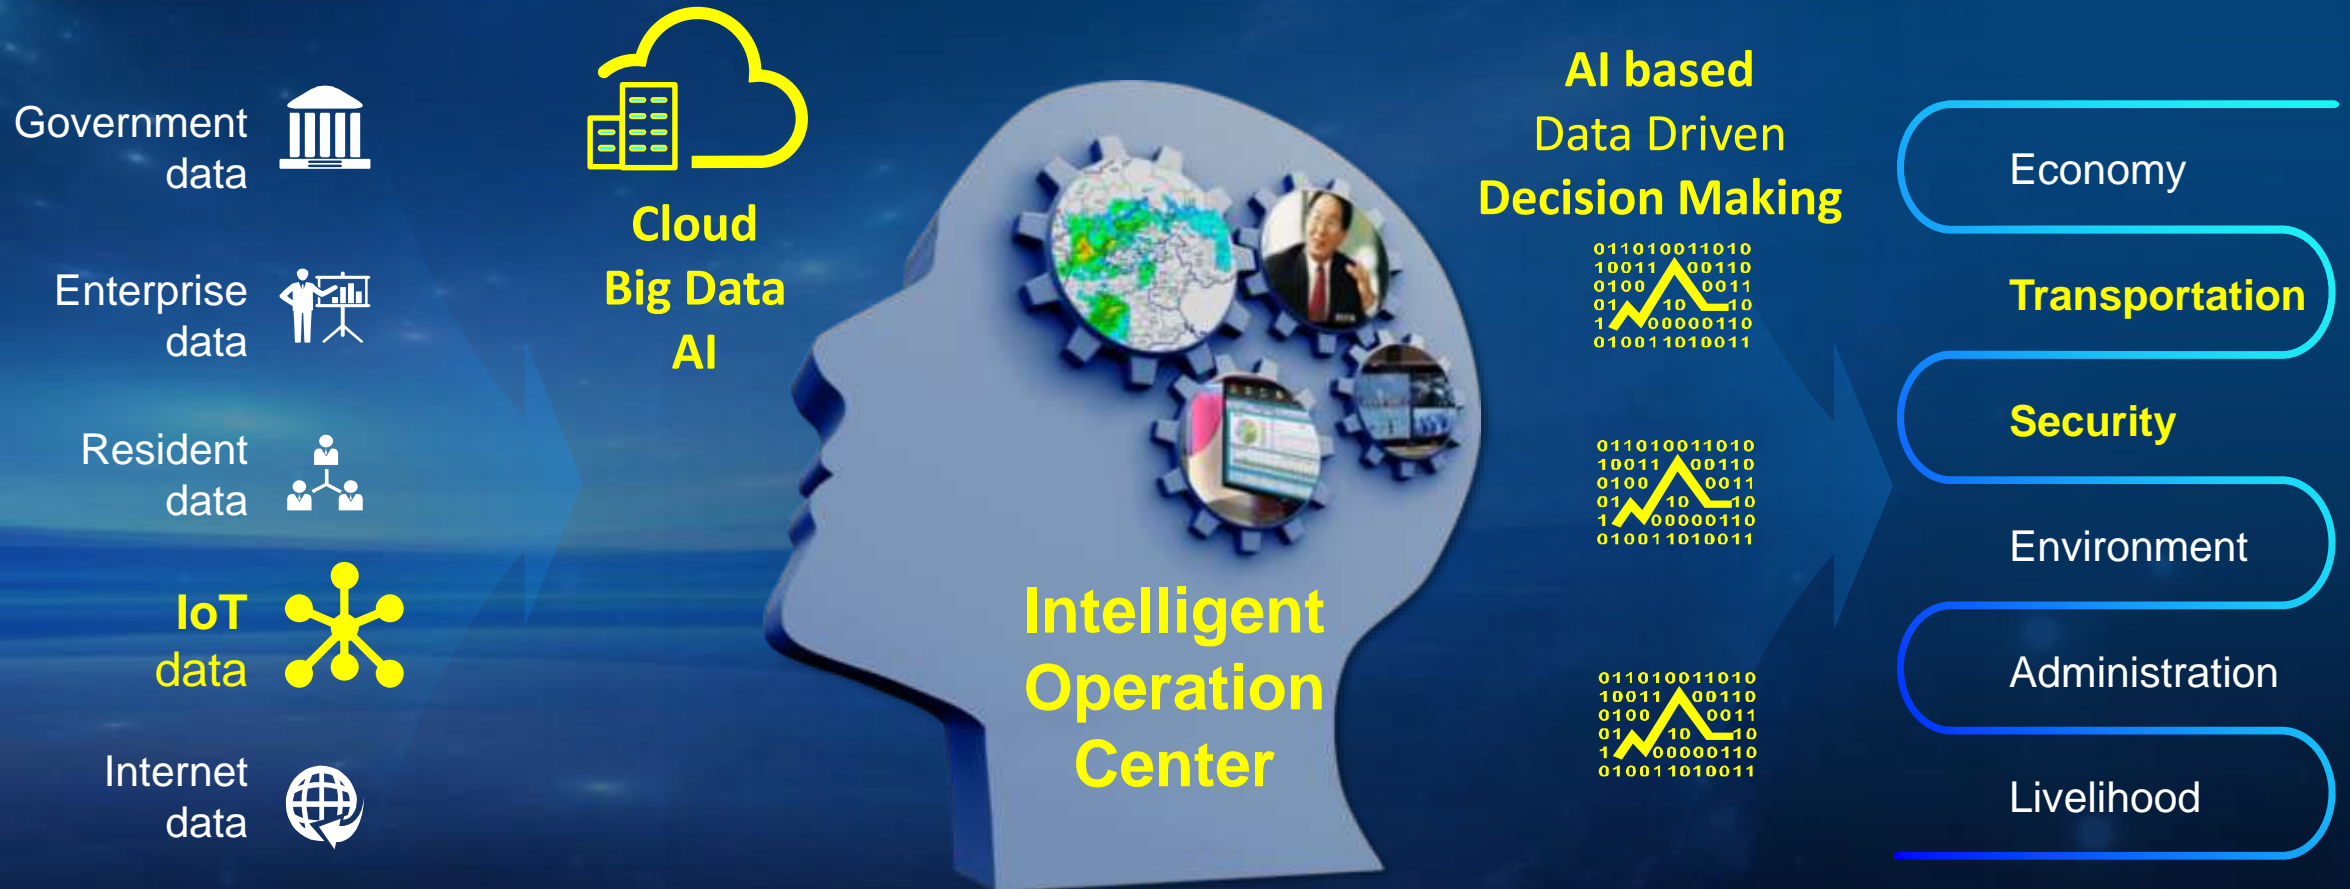 Government
data
Enterprise
data
Resident
data
IoT
data
Internet
data
Cloud
Big Data
AI
Intelligent
Operation
Center
AI based
Data Driven
Decision Making
011010011010
10011 00110
0100 0011
01 10 10
1 00000110
010011010011
011010011010
10011 00110
0100 0011
01 10 10
1 00000110
010011010011
011010011010
10011 00110
0100 0011
01 10 10
1 00000110
010011010011
Economy
Transportation
Security
Environment
Administration
Livelihood